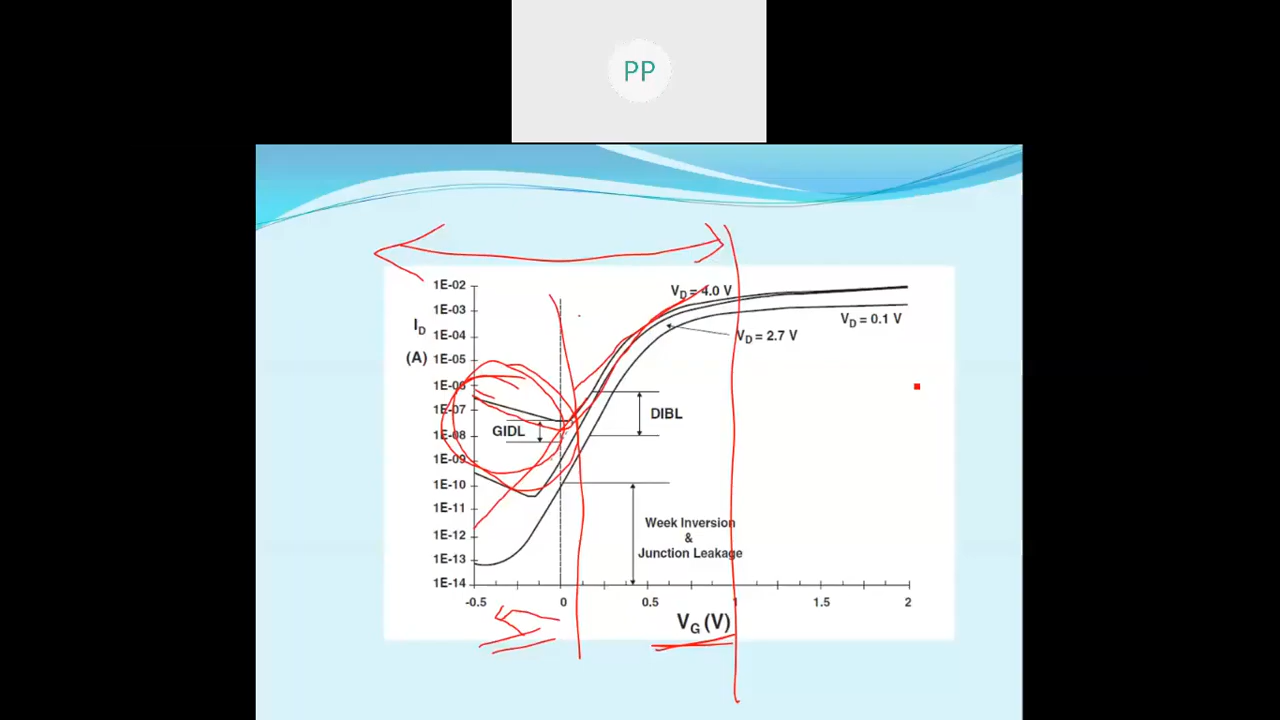 PP
1E-02
1E-03
1E-04
1E-05
1E-06
1E-07
1E-08
1E-09
1E-10
1E-11
1E-12
1E-13
1E-14
I_D
(A)
V_D = 4.0 V
V_D = 0.1 V
V_D = 2.7 V
DIBL
GIDL
Week Inversion
&
Junction Leakage
-0.5 0 0.5 1 1.5 2
V_G (V)